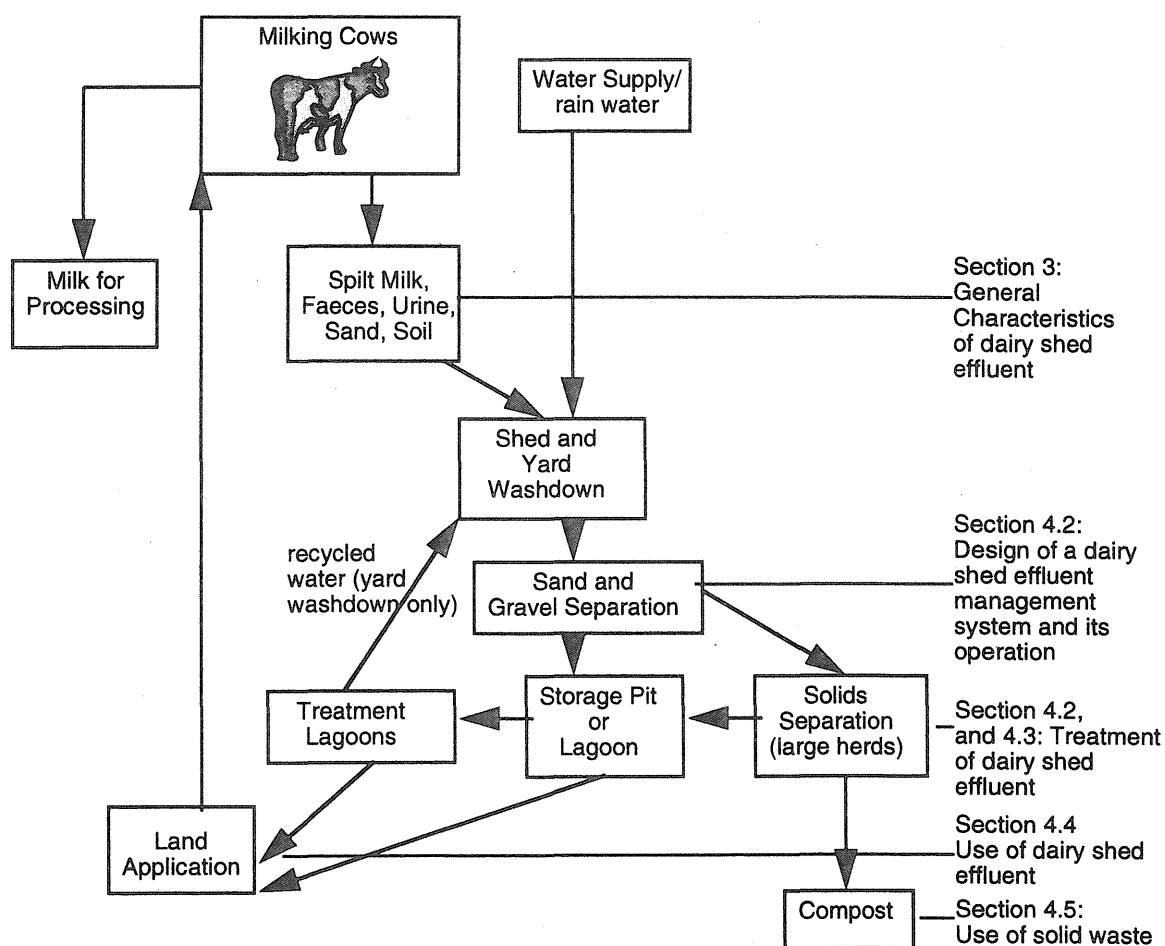 Milking Cows
Water Supply/
rain water
Milk for
Processing
Spilt Milk,
Faeces, Urine,
Sand, Soil
Section 3:
General
Characteristics
of dairy shed
effluent
Shed and
Yard
Washdown
recycled
water (yard
washdown only)
Sand and
Gravel Separation
Section 4.2:
Design of a dairy
shed effluent
management
system and its
operation
Treatment
Lagoons
Storage Pit
or
Lagoon
Solids
Separation
(large herds)
Section 4.2,
and 4.3: Treatment
of dairy shed
effluent
Land
Application
Section 4.4
Use of dairy shed
effluent
Compost
Section 4.5:
Use of solid waste